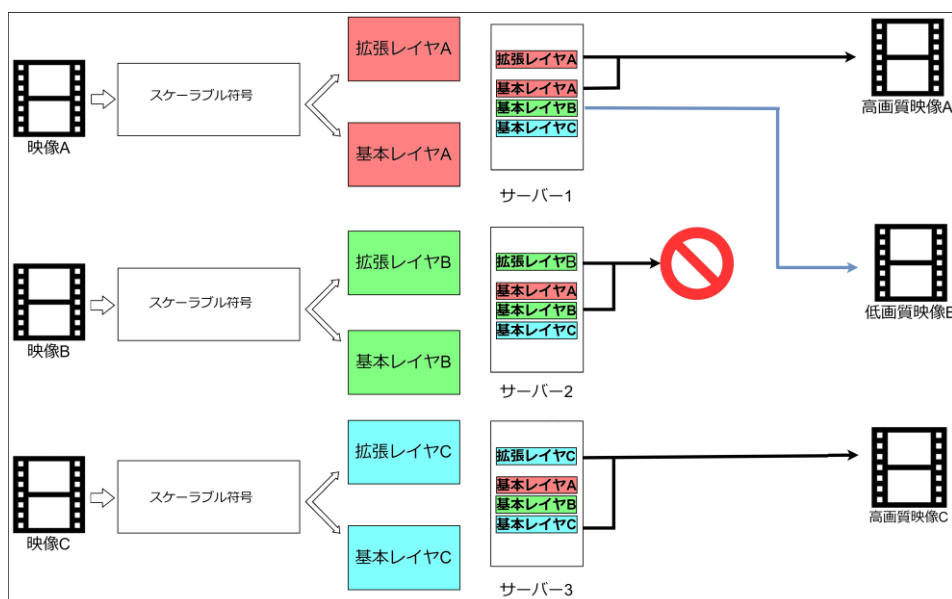 映像A
スケーラブル符号
拡張レイヤA
基本レイヤA
拡張レイヤA
基本レイヤA
基本レイヤB
基本レイヤC
サーバー1
高画質映像A
映像B
スケーラブル符号
拡張レイヤB
基本レイヤB
拡張レイヤB
基本レイヤA
基本レイヤB
基本レイヤC
サーバー2
低画質映像B
映像C
スケーラブル符号
拡張レイヤC
基本レイヤC
拡張レイヤC
基本レイヤA
基本レイヤB
基本レイヤC
サーバー3
高画質映像C